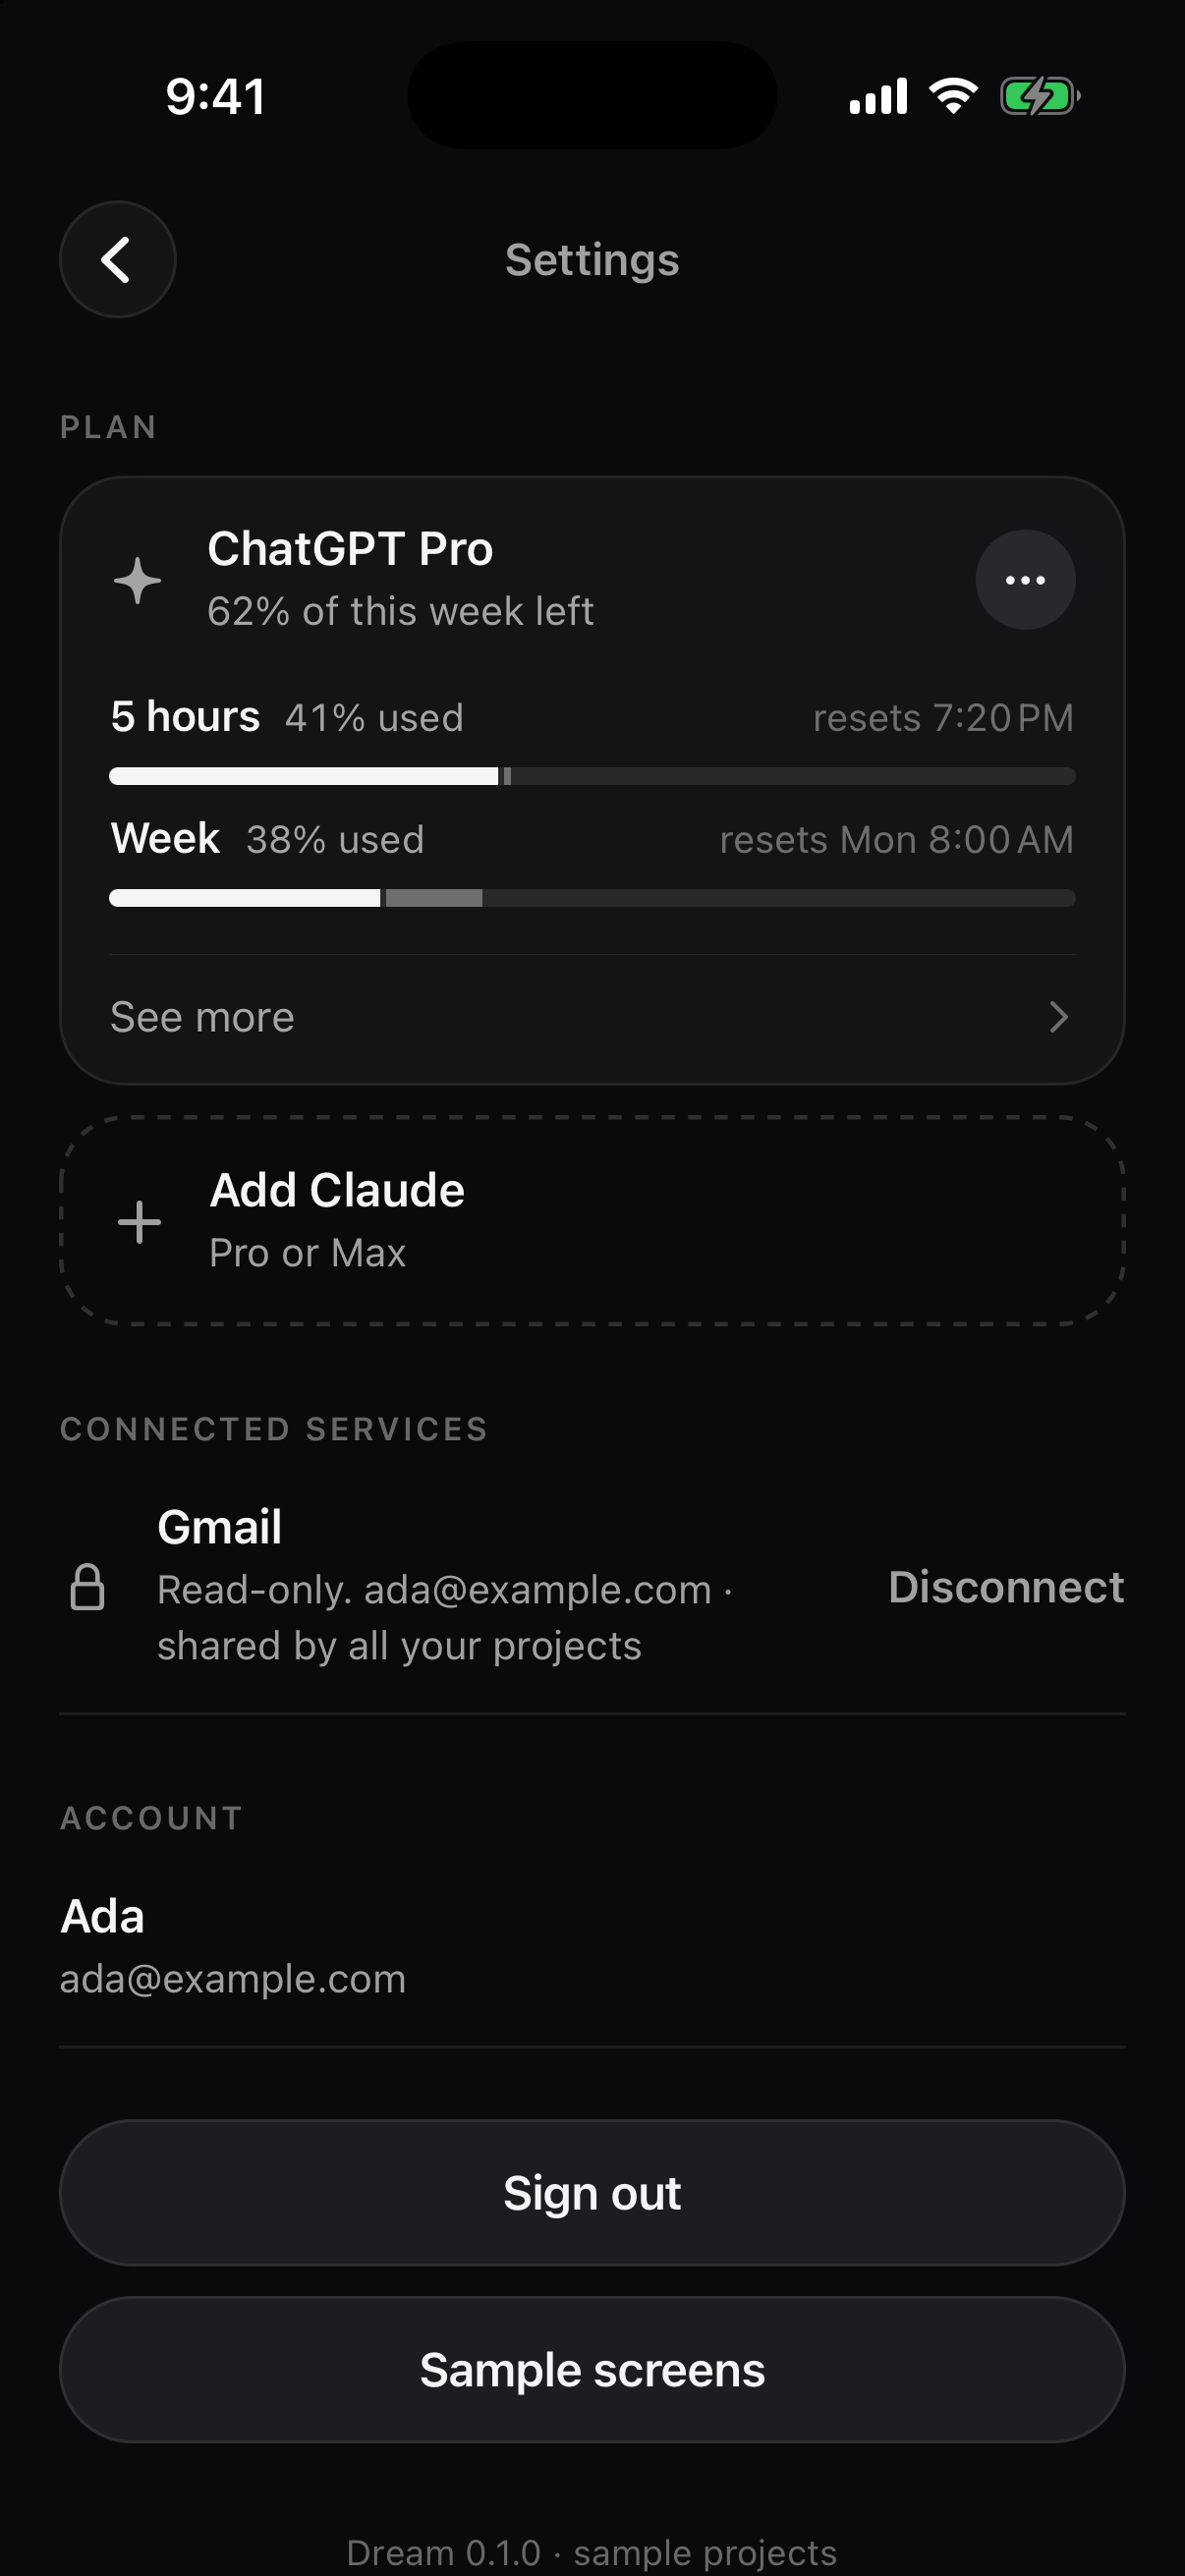 9:41
Settings
PLAN
ChatGPT Pro
62% of this week left
5 hours 41% used resets 7:20 PM
Week 38% used resets Mon 8:00 AM
See more
Add Claude
Pro or Max
CONNECTED SERVICES
Gmail
Read-only. ada@example.com ·
shared by all your projects
Disconnect
ACCOUNT
Ada
ada@example.com
Sign out
Sample screens
Dream 0.1.0 · sample projects